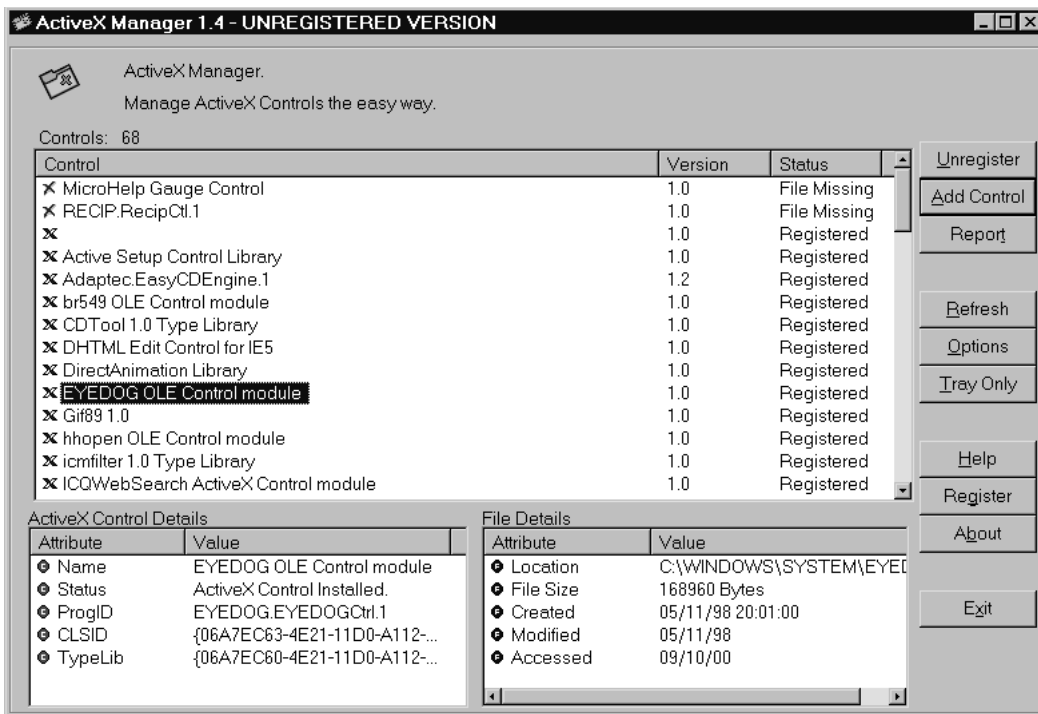 ActiveX Manager 1.4 - UNREGISTERED VERSION
ActiveX Manager.
Manage ActiveX Controls the easy way.
Controls: 68
Control Version Status
MicroHelp Gauge Control 1.0 File Missing
RECIP.RecipCtl.1 1.0 File Missing
1.0 Registered
Active Setup Control Library 1.0 Registered
Adaptec.EasyCDEngine.1 1.2 Registered
br549 OLE Control module 1.0 Registered
CDTool 1.0 Type Library 1.0 Registered
DHTML Edit Control for IE5 1.0 Registered
DirectAnimation Library 1.0 Registered
EYEDOG OLE Control module 1.0 Registered
Gif89 1.0 1.0 Registered
hhopen OLE Control module 1.0 Registered
icmfilter 1.0 Type Library 1.0 Registered
ICQWebSearch ActiveX Control module 1.0 Registered
Unregister
Add Control
Report
Refresh
Options
Tray Only
Help
Register
About
Exit
ActiveX Control Details
Attribute Value
Name EYEDOG OLE Control module
Status ActiveX Control Installed.
ProgID EYEDOG.EYEDOGCtrl.1
CLSID {06A7EC63-4E21-11D0-A112-...
TypeLib {06A7EC60-4E21-11D0-A112-...
File Details
Attribute Value
Location C:\WINDOWS\SYSTEM\EYED
File Size 168960 Bytes
Created 05/11/98 20:01:00
Modified 05/11/98
Accessed 09/10/00